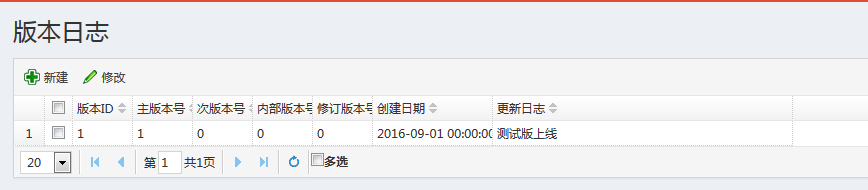 版本日志
新建 修改
版本ID 主版本号 次版本号 内部版本号 修订版本号 创建日期 更新日志
1 1 1 0 0 0 2016-09-01 00:00:00 测试版上线
20 第 1 共1页 多选